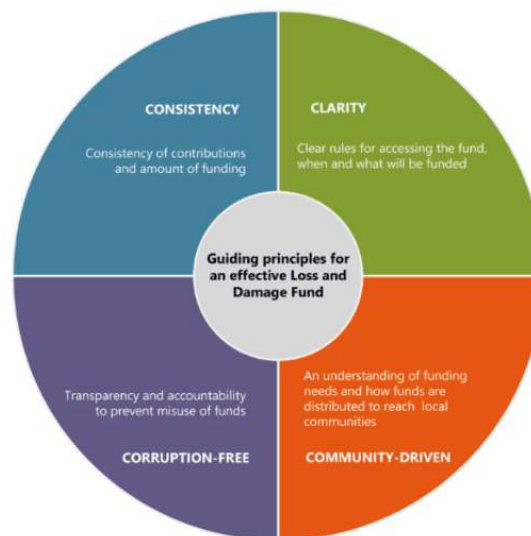 CONSISTENCY
Consistency of contributions
and amount of funding
CLARITY
Clear rules for accessing the fund,
when and what will be funded
Guiding principles for
an effective Loss and
Damage Fund
Transparency and accountability
to prevent misuse of funds
CORRUPTION-FREE
An understanding of funding
needs and how funds are
distributed to reach local
communities
COMMUNITY-DRIVEN